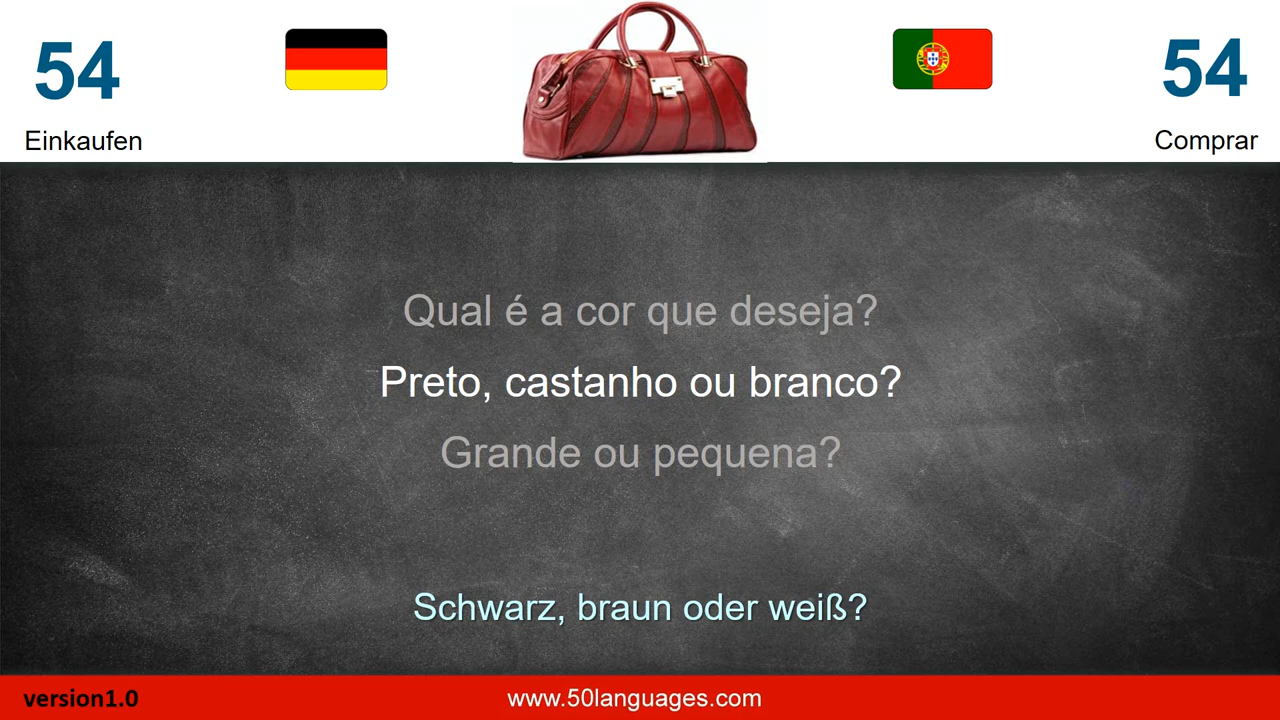 54
54
Einkaufen
Comprar
Qual é a cor que deseja?
Preto, castanho ou branco?
Grande ou pequena?
Schwarz, braun oder weiß?
version1.0
www.50languages.com